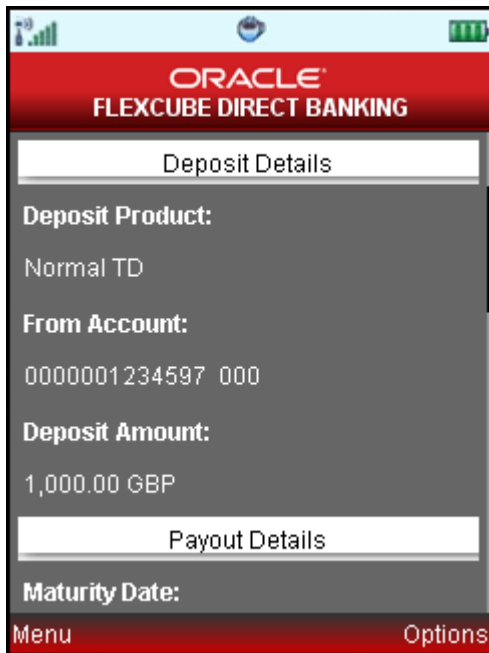 ORACLE®
FLEXCUBE DIRECT BANKING
Deposit Details
Deposit Product:
Normal TD
From Account:
0000001234597 000
Deposit Amount:
1,000.00 GBP
Payout Details
Maturity Date:
Menu Options